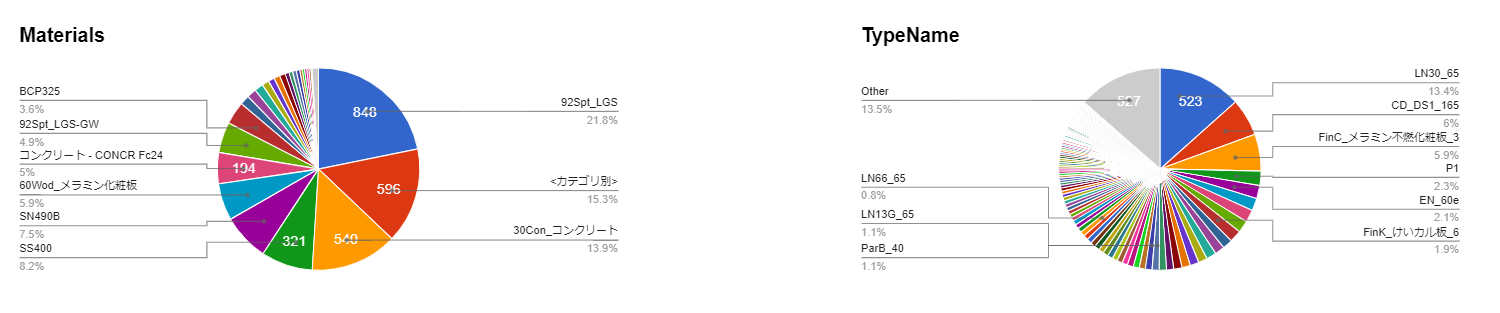 Materials
BCP325
3.6%
92Spt_LGS-GW
4.9%
コンクリート - CONCR Fc24
5%
60Wod_メラミン化粧板
5.9%
SN490B
7.5%
SS400
8.2%
848
596
540
321
194
92Spt_LGS
21.8%
<カテゴリ別>
15.3%
30Con_コンクリート
13.9%
TypeName
Other
13.5%
LN66_65
0.8%
LN13G_65
1.1%
ParB_40
1.1%
527
523
LN30_65
13.4%
CD_DS1_165
6%
FinC_メラミン不燃化粧板_3
5.9%
P1
2.3%
EN_60e
2.1%
FinK_けいカル板_6
1.9%